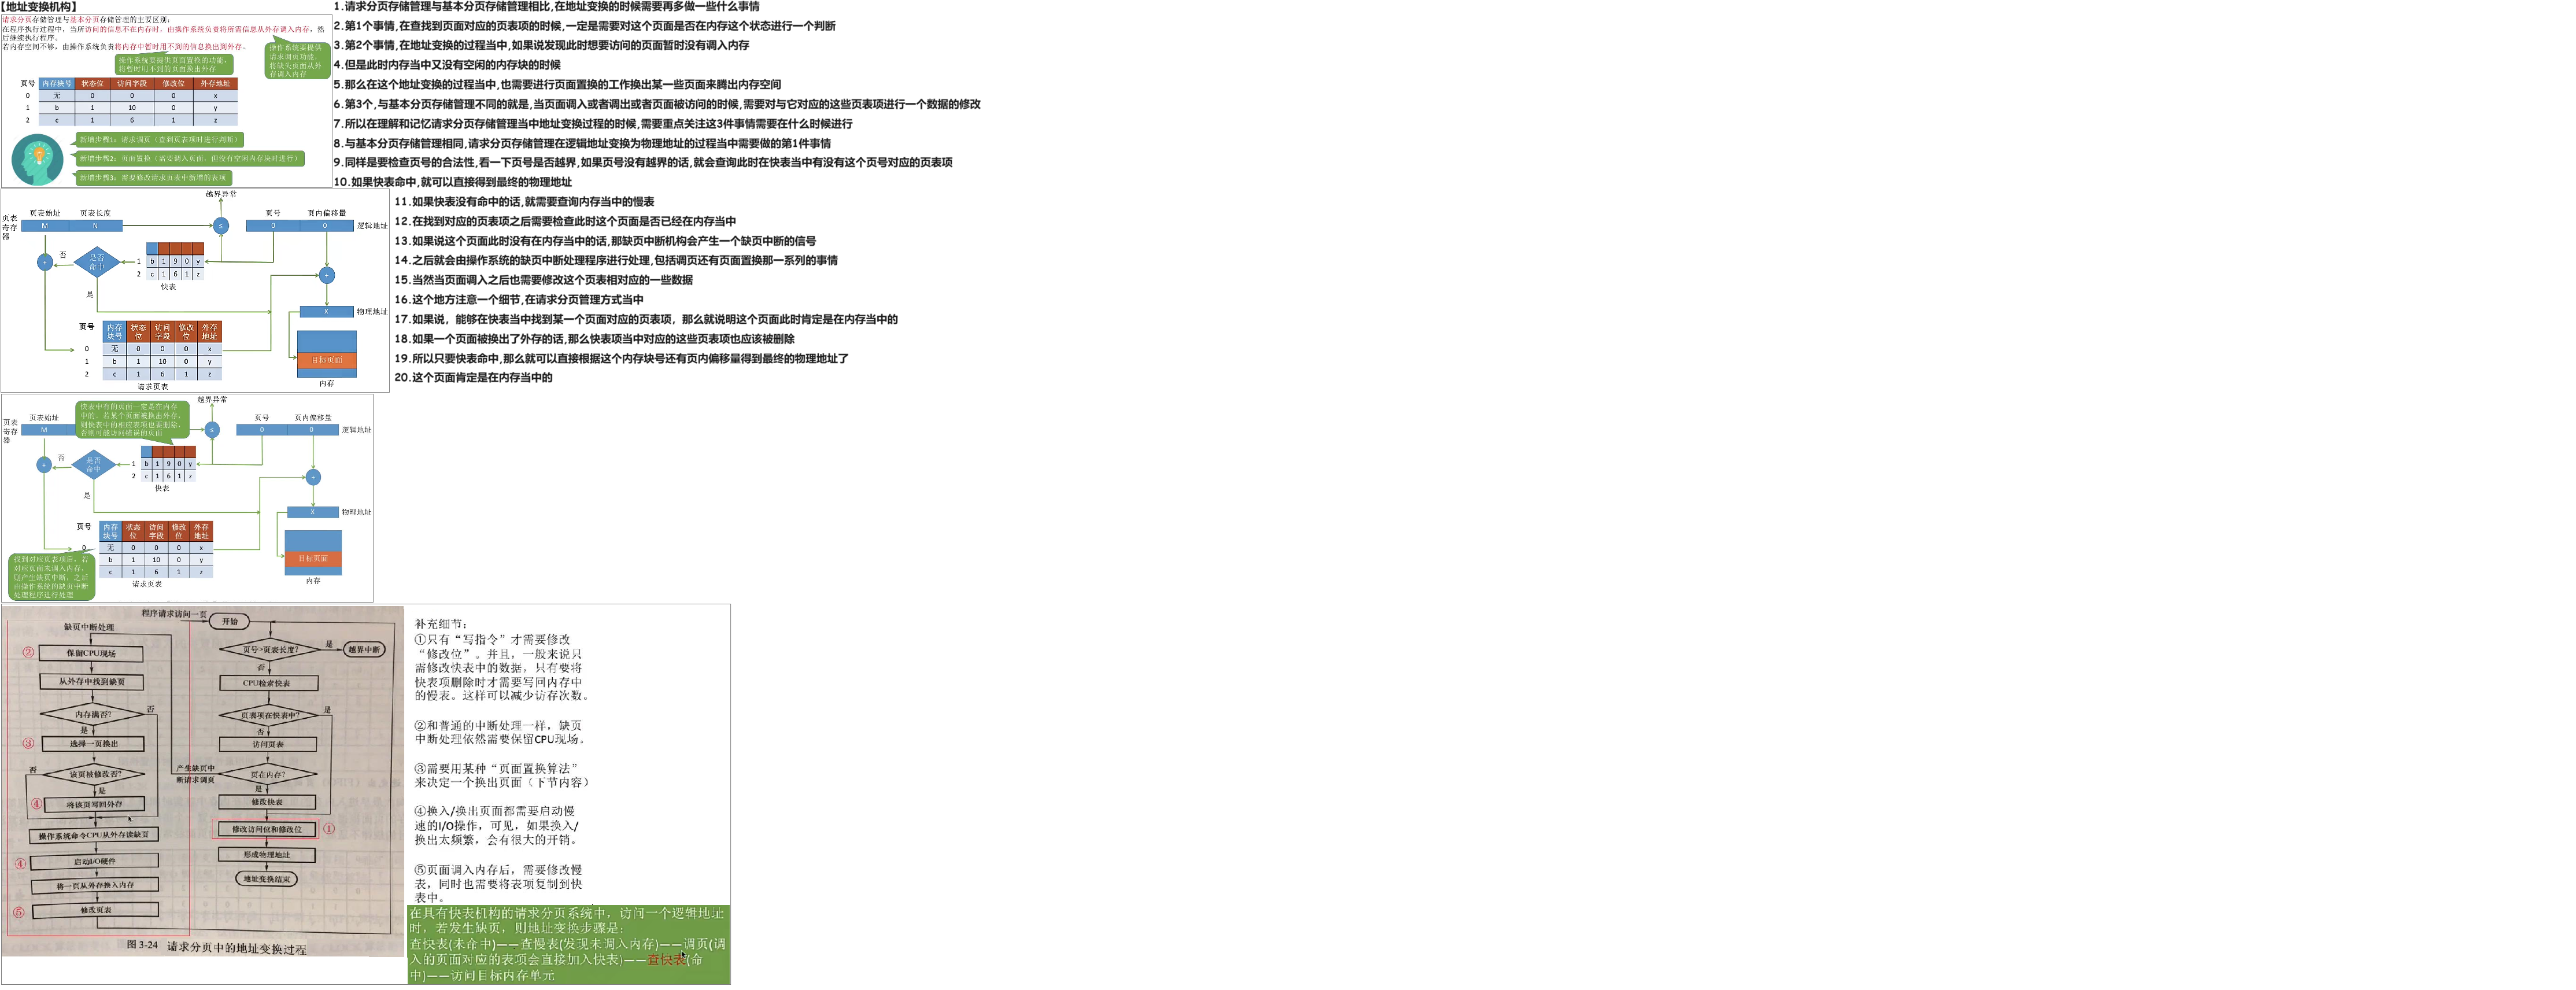 【地址变换机构】
请求分页存储管理与基本分页存储管理的主要区别:
在程序执行过程中，当所访问的信息不在内存时，由操作系统负责将所需信息从外存调入内存，然
后继续执行程序。
若内存空间不够，由操作系统负责将内存中暂时用不到的信息换出到外存。
操作系统要提供
请求调页功能，
将缺失页面从外
存调入内存
操作系统要提供页面置换的功能，
将暂时用不到的页面换出外存
页号 内存块号 状态位 访问字段 修改位 外存地址
0 无 0 0 0 x
1 b 1 10 0 y
2 c 1 6 1 z
新增步骤1：请求调页（查到页表项时进行判断）
新增步骤2：页面置换（需要调入页面，但没有空闲内存块时进行）
新增步骤3：需要修改请求页表中新增的表项
1.请求分页存储管理与基本分页存储管理相比,在地址变换的时候需要再多做一些什么事情
2.第1个事情,在查找到页面对应的页表项的时候,一定是需要对这个页面是否在内存这个状态进行一个判断
3.第2个事情,在地址变换的过程当中,如果说发现此时想要访问的页面暂时没有调入内存
4.但是此时内存当中又没有空闲的内存块的时候
5.那么在这个地址变换的过程当中,也需要进行页面置换的工作换出某一些页面来腾出内存空间
6.第3个,与基本分页存储管理不同的就是,当页面调入或者调出或者页面被访问的时候,需要对与它对应的这些页表项进行一个数据的修改
7.所以在理解和记忆请求分页存储管理当中地址变换过程的时候,需要重点关注这3件事情需要在什么时候进行
8.与基本分页存储管理相同,请求分页存储管理在逻辑地址变换为物理地址的过程当中需要做的第1件事情
9.同样是要检查页号的合法性,看一下页号是否越界,如果页号没有越界的话,就会查询此时在快表当中有没有这个页号对应的页表项
10.如果快表命中,就可以直接得到最终的物理地址
11.如果快表没有命中的话,就需要查询内存当中的慢表
12.在找到对应的页表项之后需要检查此时这个页面是否已经在内存当中
13.如果说这个页面此时没有在内存当中的话,那缺页中断机构会产生一个缺页中断的信号
14.之后就会由操作系统的缺页中断处理程序进行处理,包括调页还有页面置换那一系列的事情
15.当然当页面调入之后也需要修改这个页表相对应的一些数据
16.这个地方注意一个细节,在请求分页管理方式当中
17.如果说，能够在快表当中找到某一个页面对应的页表项，那么就说明这个页面此时肯定是在内存当中的
18.如果一个页面被换出了外存的话,那么快表项当中对应的这些页表项也应该被删除
19.所以只要快表命中,那么就可以直接根据这个内存块号还有页内偏移量得到最终的物理地址了
20.这个页面肯定是在内存当中的
越界异常
页表始址 页表长度 页号 页内偏移量
页表
寄存
器
M N ≤ 0 0 逻辑地址
+ 否 是否
命中
1 b 1 9 0 y
2 c 1 6 1 z
快表
+
是
X 物理地址
页号 内存
块号 状态
位 访问
字段 修改
位 外存
地址
0 无 0 0 0 x
1 b 1 10 0 y
2 c 1 6 1 z
请求页表
目标页面
内存
快表中有的页面一定是在内存
中的。若某个页面被换出外存，
则快表中的相应表项也要删除，
否则可能访问错误的页面
越界异常
页表始址 页号 页内偏移量
页表
寄存
器
M ≤ 0 0 逻辑地址
+ 否 是否
命中
1 b 1 9 0 y
2 c 1 6 1 z
快表
+
是
X 物理地址
页号 内存
块号 状态
位 访问
字段 修改
位 外存
地址
0 无 0 0 0 x
b 1 10 0 y
c 1 6 1 z
请求页表
目标页面
内存
找到对应页表项后，若
对应页面未调入内存，
则产生缺页中断，之后
由操作系统的缺页中断
处理程序进行处理
程序请求访问一页
开始
缺页中断处理
② 保留CPU现场
从外存中找到缺页
内存满否? 否
是
③ 选择一页换出
否 该页被修改否?
是
④ 将该页写回外存
操作系统命令CPU从外存读缺页
④ 启动I/O硬件
将一页从外存换入内存
⑤ 修改页表
页号>页表长度? 是 越界中断
否
CPU检索快表
页表项在快表中? 是
否
访问页表
产生缺页中
断请求调页
页在内存?
是
修改快表
修改访问位和修改位 ①
形成物理地址
地址变换结束
图 3-24 请求分页中的地址变换过程
补充细节：
①只有“写指令”才需要修改
“修改位”。并且，一般来说只
需修改快表中的数据，只有要将
快表项删除时才需要写回内存中
的慢表。这样可以减少访存次数。
②和普通的中断处理一样，缺页
中断处理依然需要保留CPU现场。
③需要用某种“页面置换算法”
来决定一个换出页面（下节内容）
④换入/换出页面都需要启动慢
速的I/O操作，可见，如果换入/
换出太频繁，会有很大的开销。
⑤页面调入内存后，需要修改慢
表，同时也需要将表项复制到快
表中。
在具有快表机构的请求分页系统中，访问一个逻辑地址
时，若发生缺页，则地址变换步骤是：
查快表(未命中)——查慢表(发现未调入内存)——调页(调
入的页面对应的表项会直接加入快表)——查快表(命
中)——访问目标内存单元